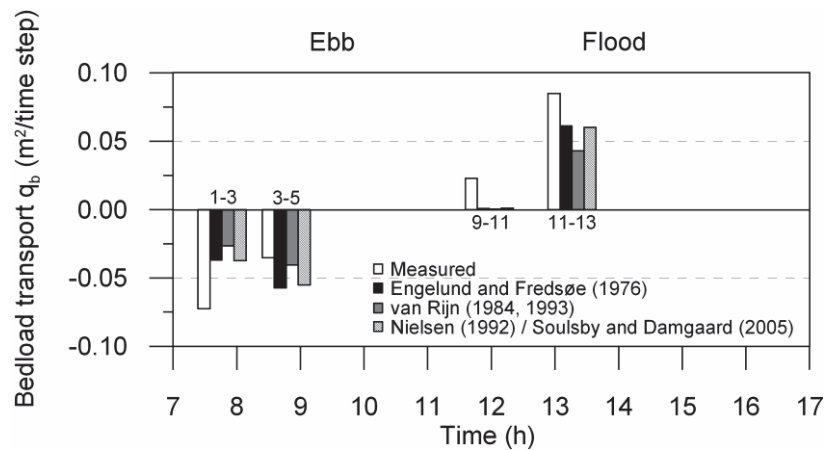 Ebb Flood
Bedload transport qb (m²/time step)
0.10
0.05
0.00
-0.05
-0.10
1-3 3-5
9-11 11-13
Measured
Engelund and Fredsøe (1976)
van Rijn (1984, 1993)
Nielsen (1992) / Soulsby and Damgaard (2005)
7 8 9 10 11 12 13 14 15 16 17
Time (h)